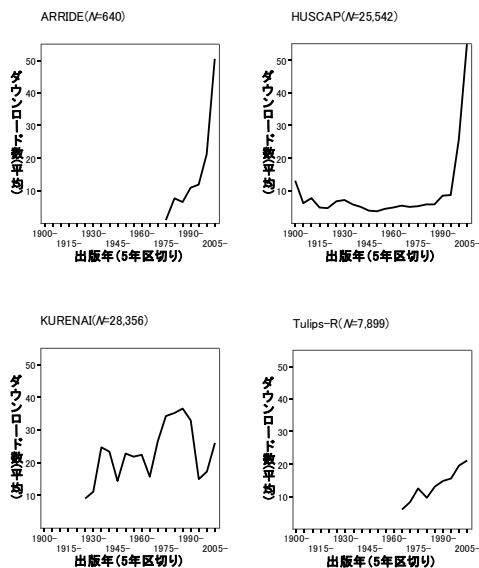 ARRIDE(N=640)
ダウンロード数(平均)
50
40
30
20
10
1900- 1930- 1960- 1990-
1915- 1945- 1975- 2005-
出版年(5年区切り)
HUSCAP(N=25,542)
ダウンロード数(平均)
50
40
30
20
10
1900- 1930- 1960- 1990-
1915- 1945- 1975- 2005-
出版年(5年区切り)
KURENAI(N=28,356)
ダウンロード数(平均)
50
40
30
20
10
1900- 1930- 1960- 1990-
1915- 1945- 1975- 2005-
出版年(5年区切り)
Tulips-R(N=7,899)
ダウンロード数(平均)
50
40
30
20
10
1900- 1930- 1960- 1990-
1915- 1945- 1975- 2005-
出版年(5年区切り)